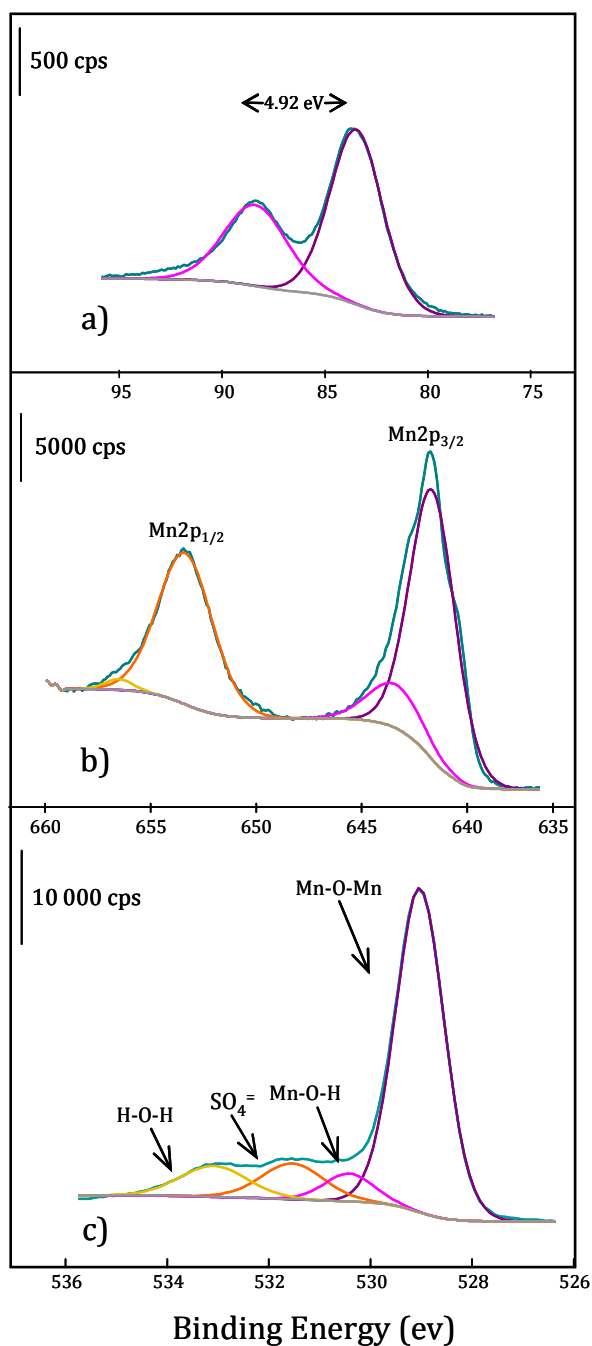 500 cps
4.92 eV
a)
95 90 85 80 75
5000 cps
Mn2p3/2
Mn2p1/2
b)
660 655 650 645 640 635
10 000 cps
Mn-O-Mn
H-O-H
SO4=
Mn-O-H
c)
536 534 532 530 528 526
Binding Energy (ev)